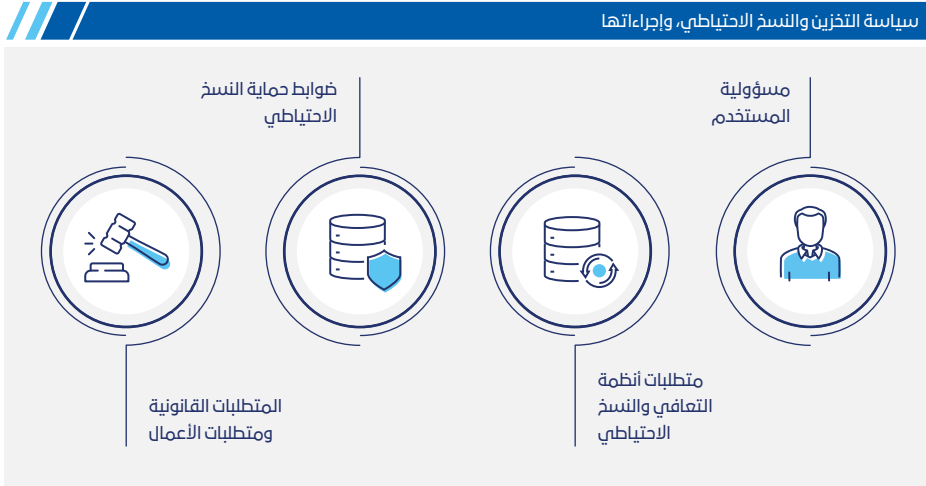 سياسة التخزين والنسخ الاحتياطي، وإجراءاتها
مسؤولية
المستخدم
متطلبات أنظمة
التعافي والنسخ
الاحتياطي
ضوابط حماية النسخ
الاحتياطي
المتطلبات القانونية
ومتطلبات الأعمال